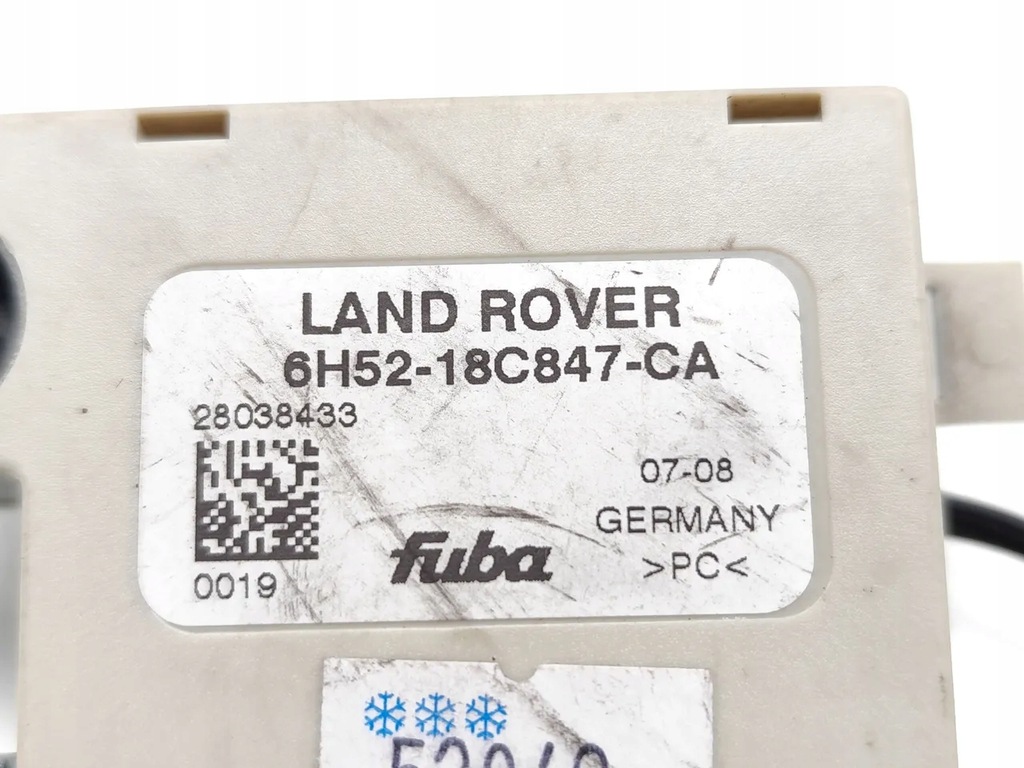 LAND ROVER
6H52-18C847-CA
28038433
07-08
GERMANY
fuba
>PC<
0019